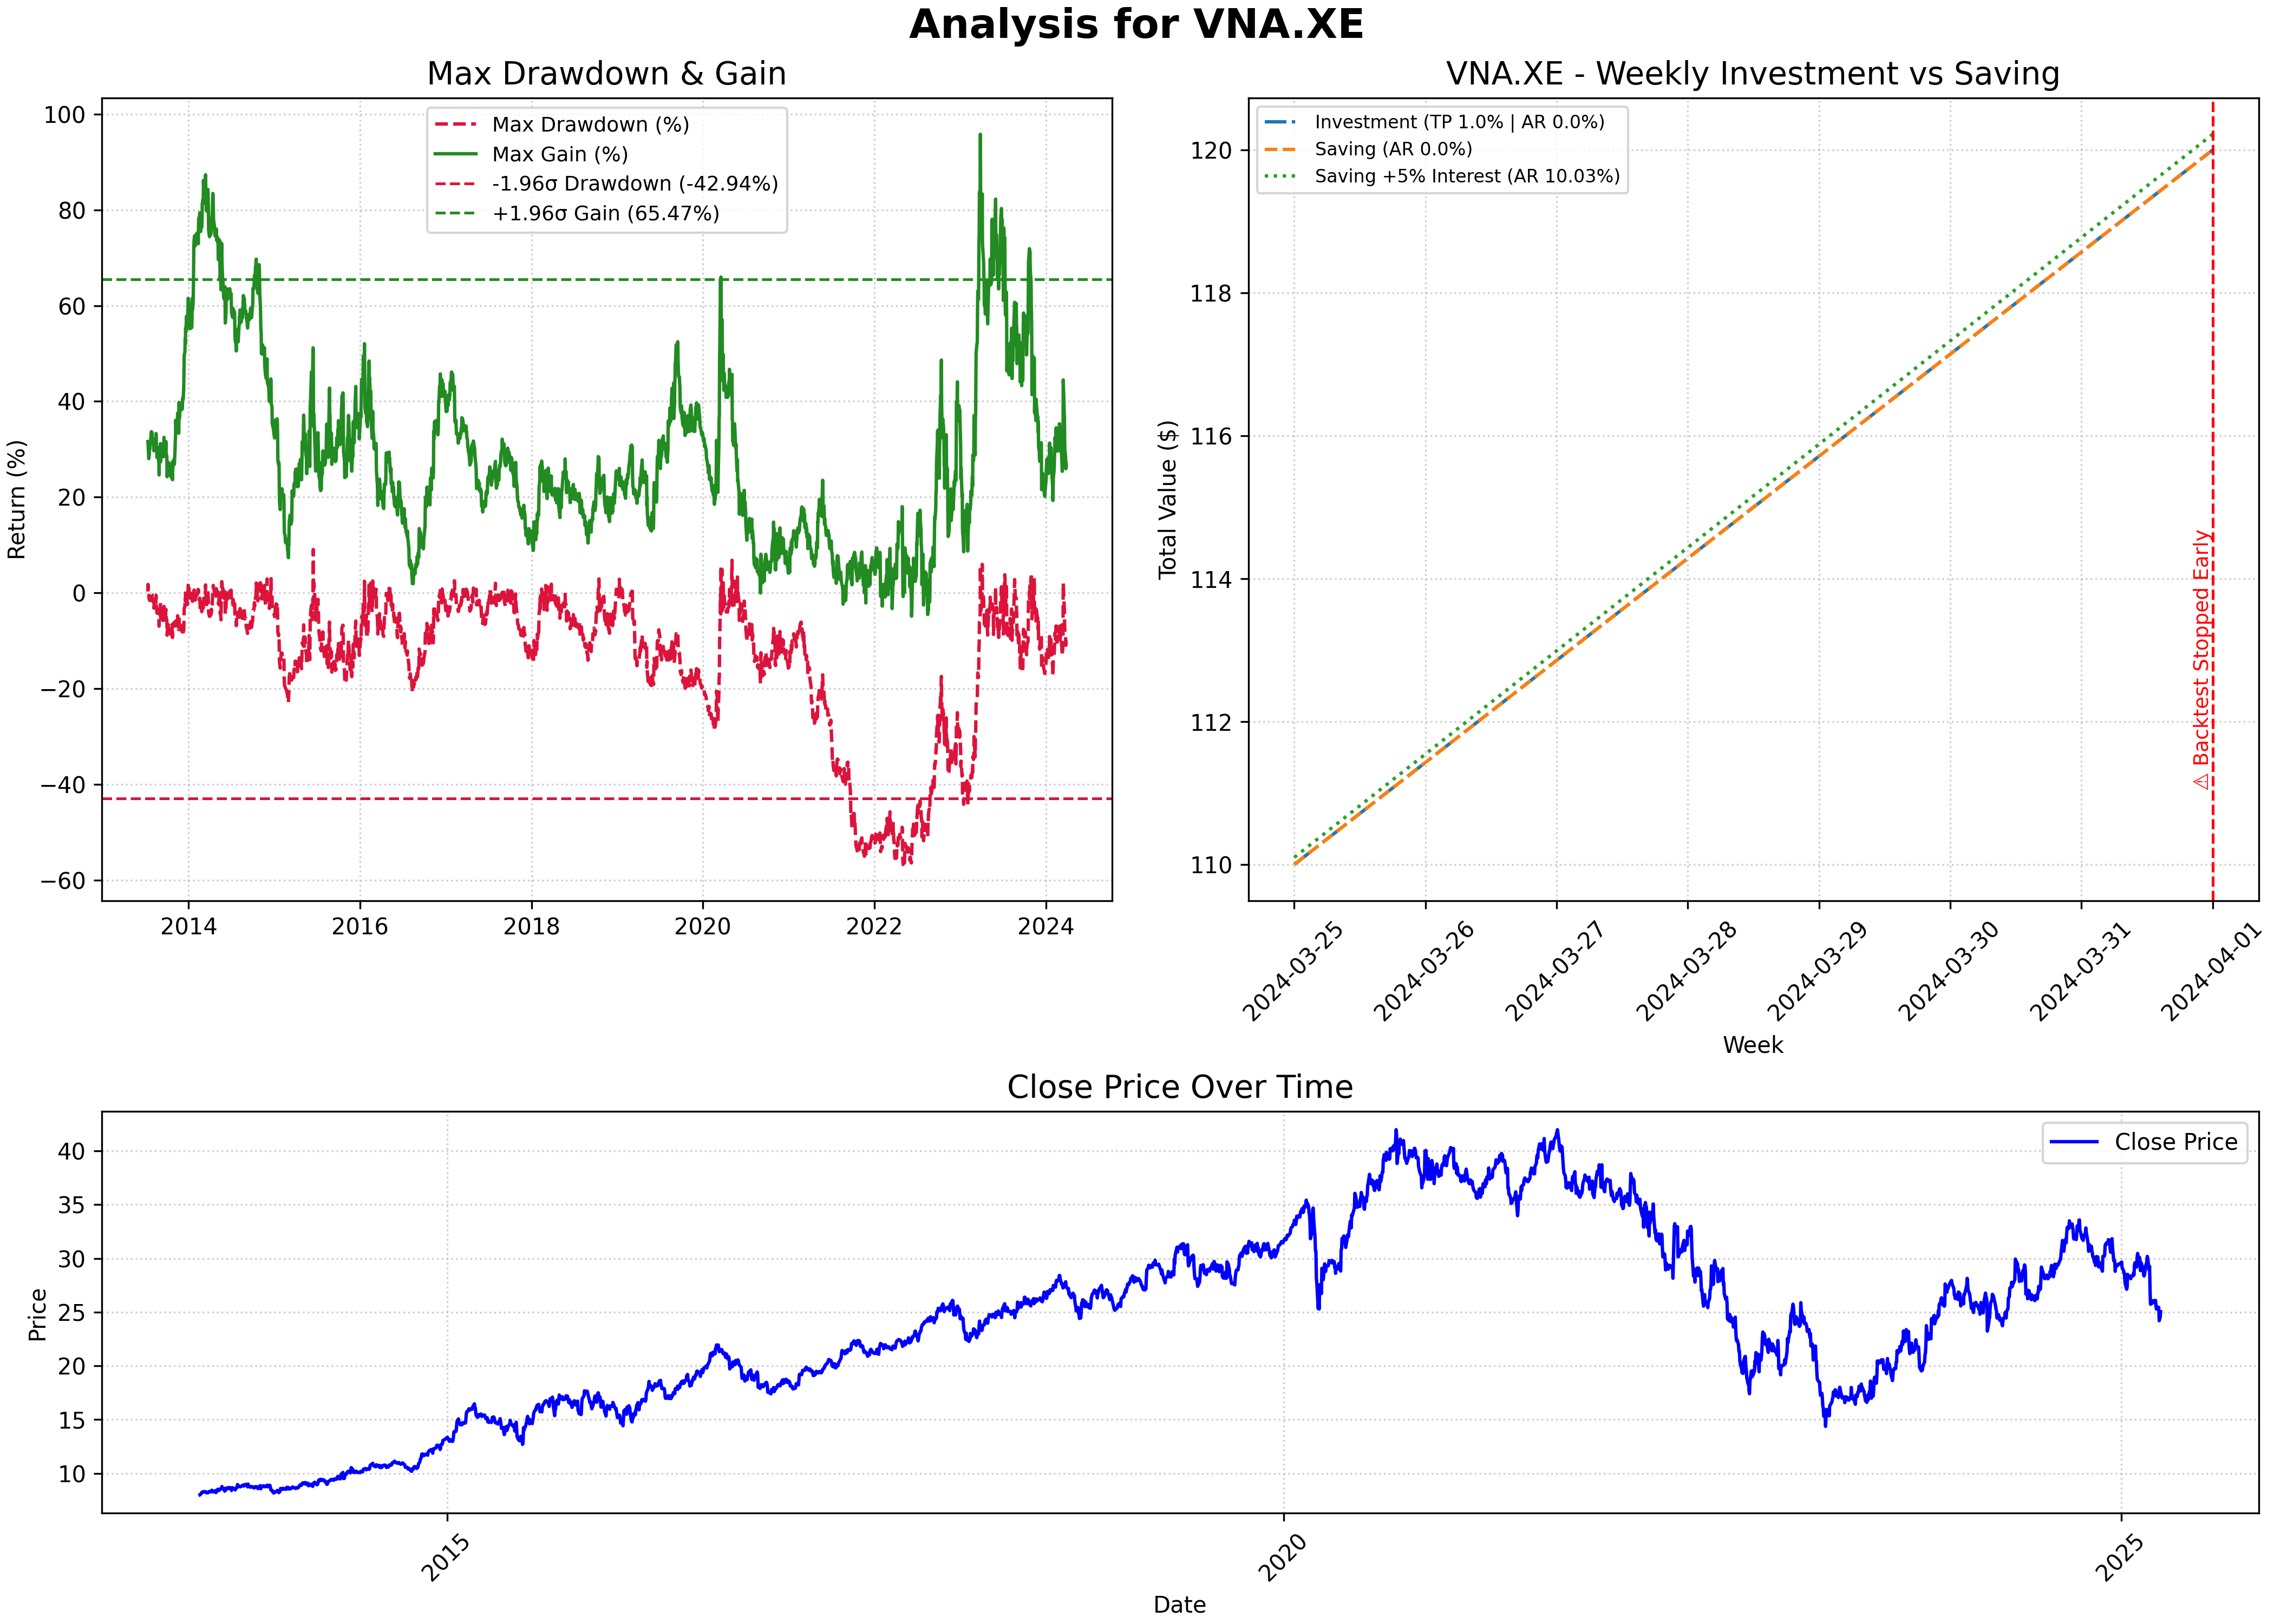 Analysis for VNA.XE
Max Drawdown & Gain
Return (%)
100
80
60
40
20
0
−20
−40
−60
Max Drawdown (%)
Max Gain (%)
-1.96σ Drawdown (-42.94%)
+1.96σ Gain (65.47%)
2014
2016
2018
2020
2022
2024
VNA.XE - Weekly Investment vs Saving
Total Value ($)
120
118
116
114
112
110
Investment (TP 1.0% | AR 0.0%)
Saving (AR 0.0%)
Saving +5% Interest (AR 10.03%)
⚠ Backtest Stopped Early
2024-03-25
2024-03-26
2024-03-27
2024-03-28
2024-03-29
2024-03-30
2024-03-31
2024-04-01
Week
Close Price Over Time
Price
40
35
30
25
20
15
10
Close Price
2015
2020
2025
Date